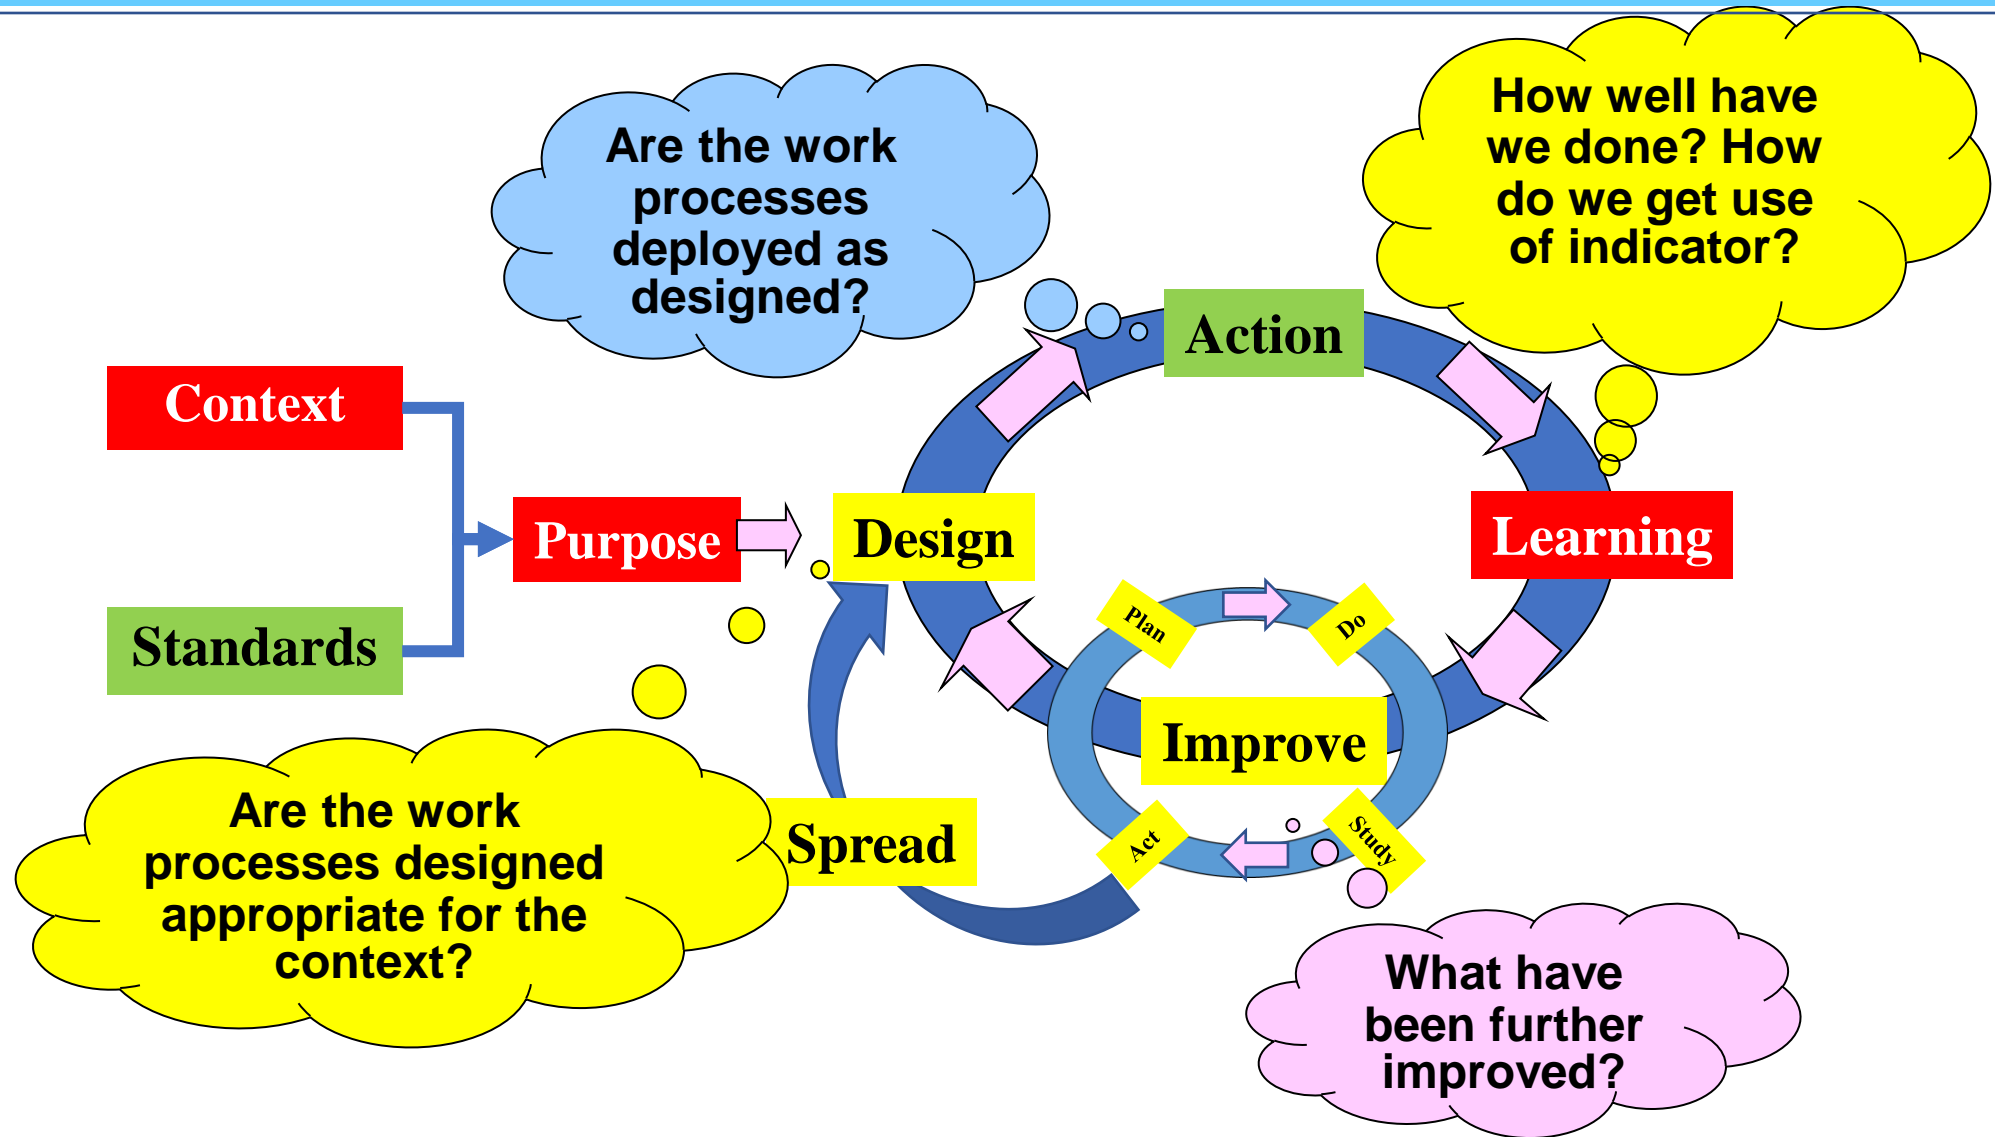 Are the work
processes
deployed as
designed?
How well have
we done? How
do we get use
of indicator?
Action
Context
Purpose
Design
Learning
Standards
Plan
Do
Improve
Act
Study
Spread
Are the work
processes designed
appropriate for the
context?
What have
been further
improved?